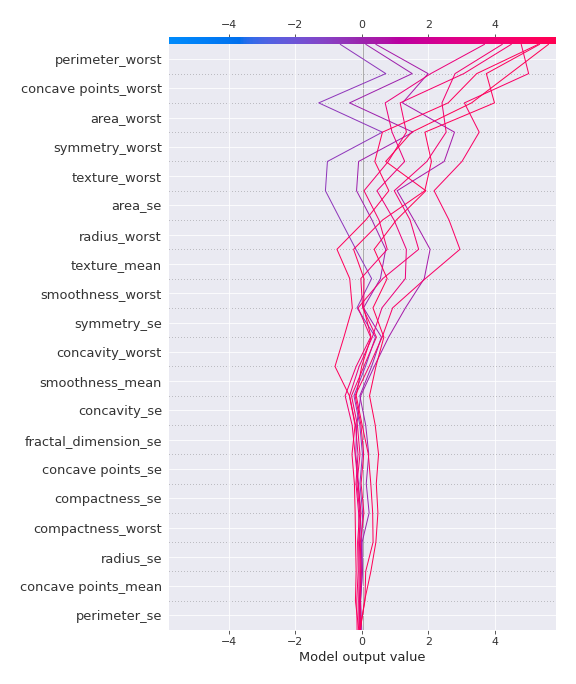 −4 −2 0 2 4
perimeter_worst
concave points_worst
area_worst
symmetry_worst
texture_worst
area_se
radius_worst
texture_mean
smoothness_worst
symmetry_se
concavity_worst
smoothness_mean
concavity_se
fractal_dimension_se
concave points_se
compactness_se
compactness_worst
radius_se
concave points_mean
perimeter_se
−4 −2 0 2 4
Model output value